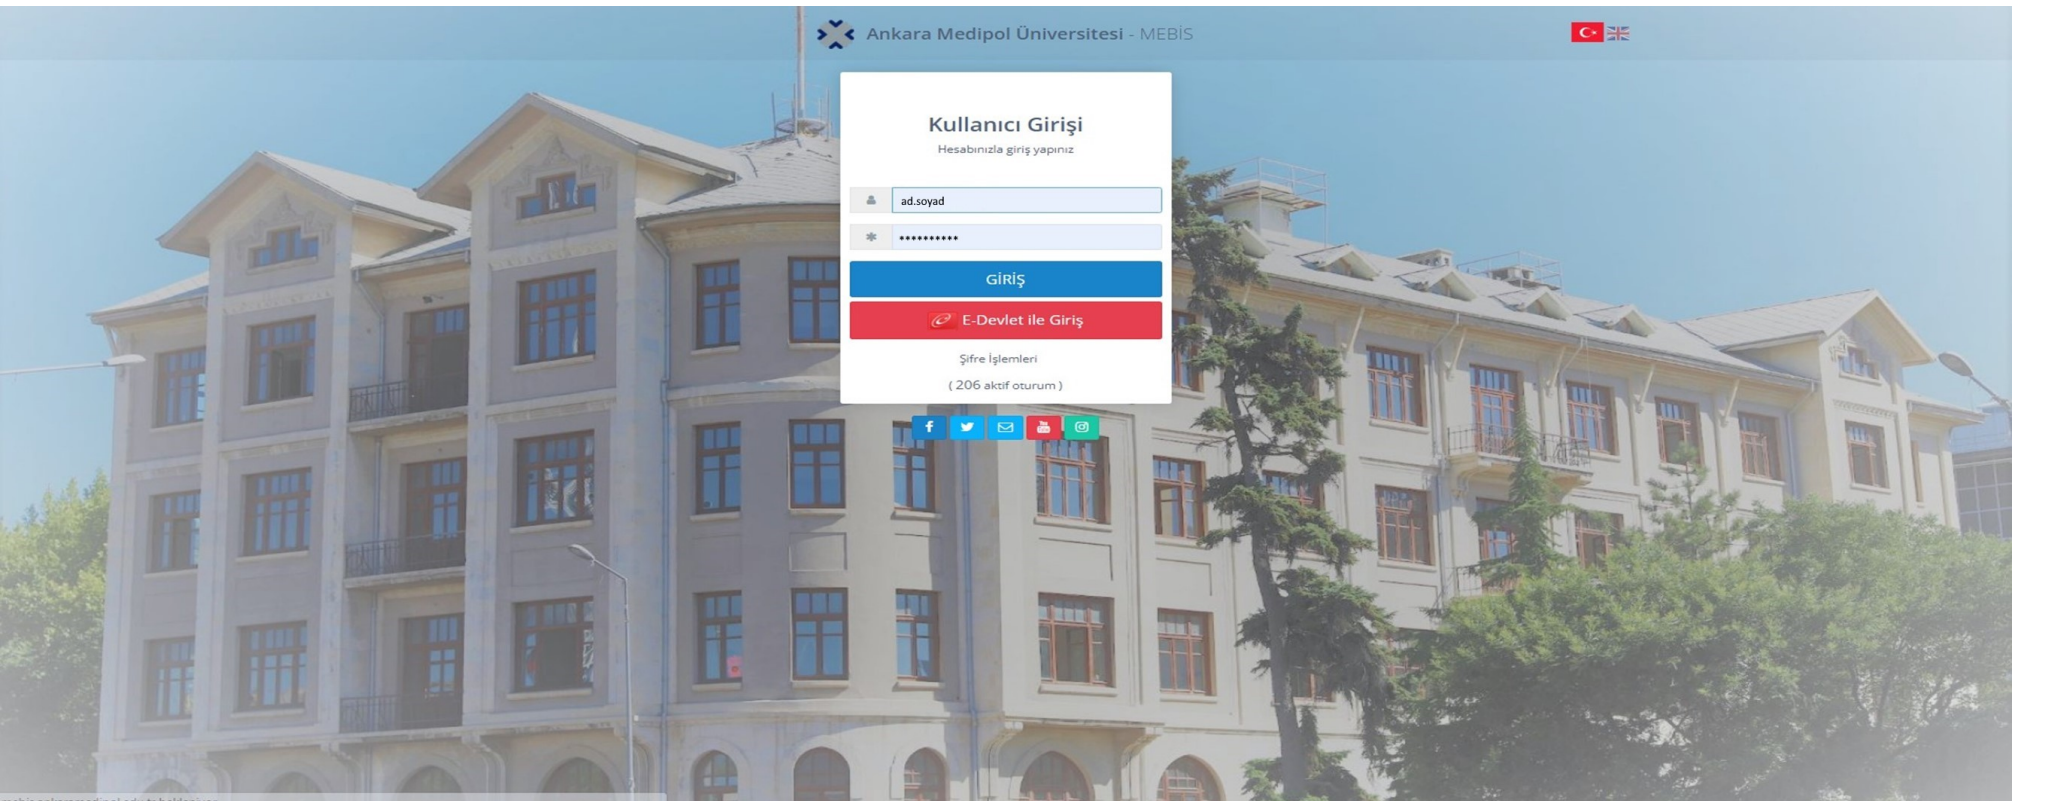 Ankara Medipol Üniversitesi - MEBİS
Kullanıcı Girişi
Hesabınızla giriş yapınız
ad.soyad
**********
GİRİŞ
E-Devlet ile Giriş
Şifre İşlemleri
( 206 aktif oturum )